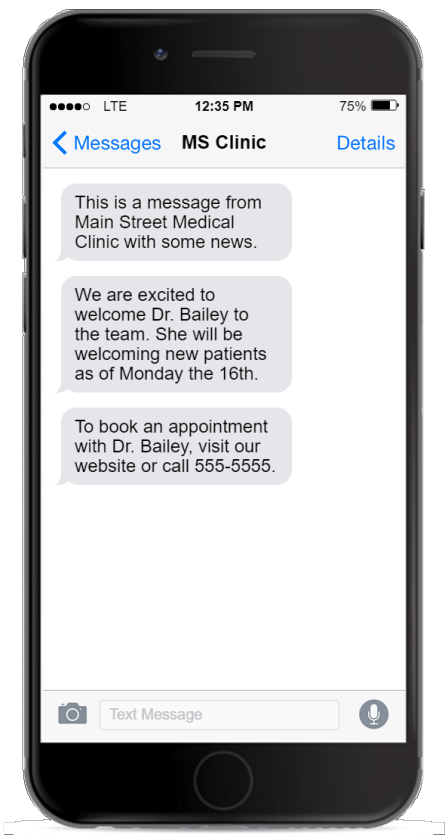 LTE 12:35 PM 75%
Messages MS Clinic Details
This is a message from
Main Street Medical
Clinic with some news.
We are excited to
welcome Dr. Bailey to
the team. She will be
welcoming new patients
as of Monday the 16th.
To book an appointment
with Dr. Bailey, visit our
website or call 555-5555.
Text Message